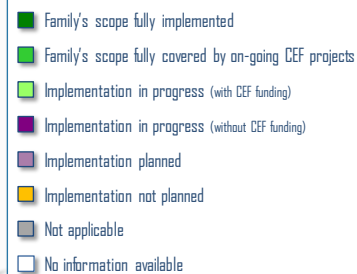 Family's scope fully implemented
Family's scope fully covered by on-going CEF projects
Implementation in progress (with CEF funding)
Implementation in progress (without CEF funding)
Implementation planned
Implementation not planned
Not applicable
No information available